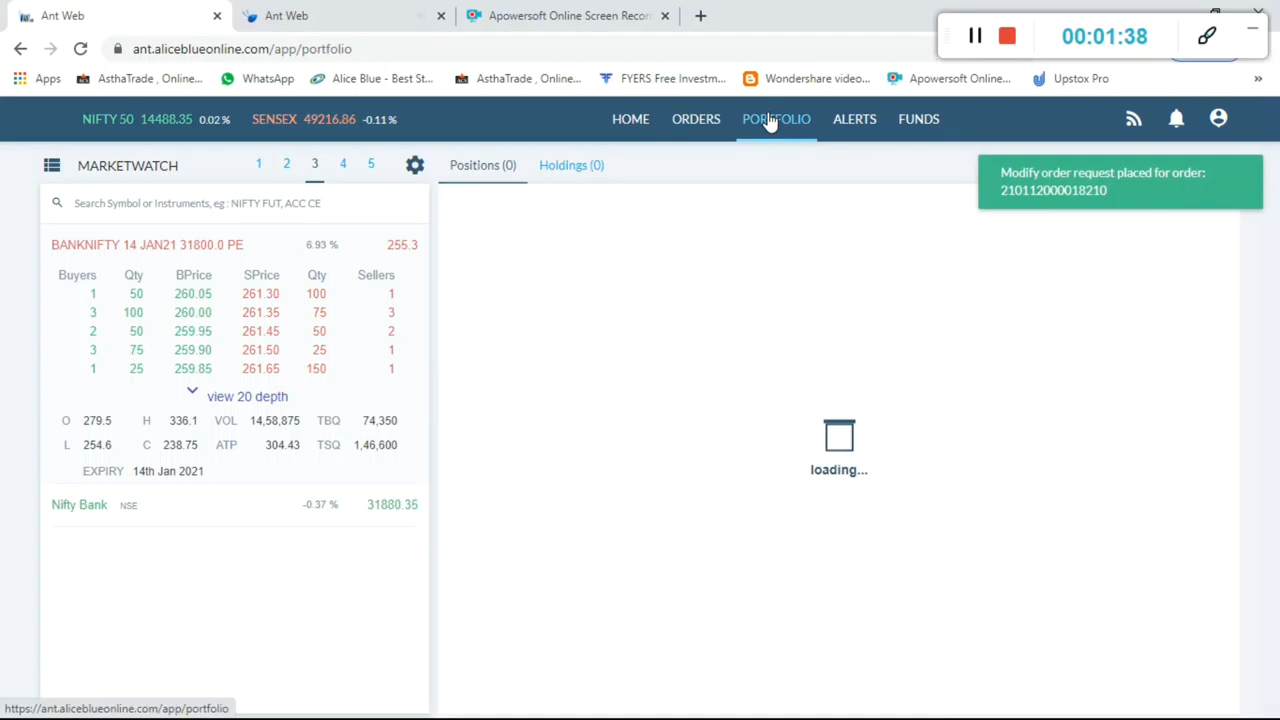 Ant Web
Ant Web
Apowersoft Online Screen Recor
00:01:38
ant.aliceblueonline.com/app/portfolio
Apps
AsthaTrade , Online...
WhatsApp
Alice Blue - Best St...
AsthaTrade , Online...
FYERS Free Investm...
Wondershare video...
Apowersoft Online...
Upstox Pro
NIFTY 50 14488.35 0.02 %
SENSEX 49216.86 -0.11 %
HOME
ORDERS
PORTFOLIO
ALERTS
FUNDS
MARKETWATCH
1 2 3 4 5
Positions (0)
Holdings (0)
Modify order request placed for order:
210112000018210
Search Symbol or Instruments, eg : NIFTY FUT, ACC CE
BANKNIFTY 14 JAN21 31800.0 PE 6.93 % 255.3
Buyers Qty BPrice SPrice Qty Sellers
1 50 260.05 261.30 100 1
3 100 260.00 261.35 75 3
2 50 259.95 261.45 50 2
3 75 259.90 261.50 25 1
1 25 259.85 261.65 150 1
view 20 depth
O 279.5 H 336.1 VOL 14,58,875 TBQ 74,350
L 254.6 C 238.75 ATP 304.43 TSQ 1,46,600
EXPIRY 14th Jan 2021
Nifty Bank NSE -0.37 % 31880.35
loading...
https://ant.aliceblueonline.com/app/portfolio